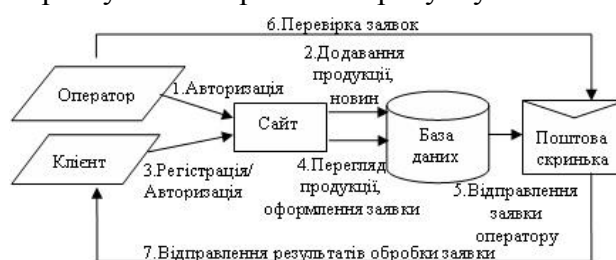 6.Перевірка заявок
2.Додавання
продукції,
новин
1.Авторизація
Оператор
Сайт
База
даних
Поштова
скринька
Клієнт
3.Регістрація/
Авторизація
4.Перегляд
продукції,
оформлення заявки
5.Відправлення
заявки
оператору
7.Відправлення результатів обробки заявки